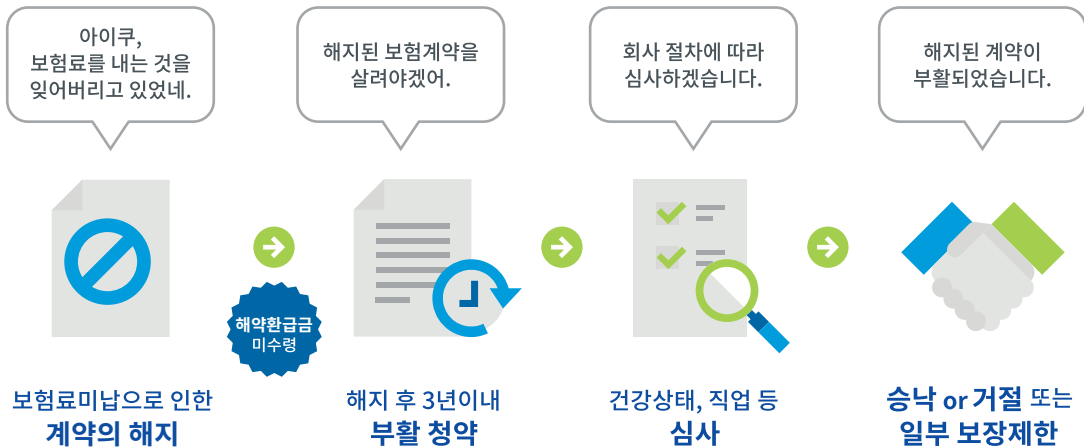 아이쿠,
보험료를 내는 것을
잊어버리고 있었네.
해지된 보험계약을
살려야겠어.
회사 절차에 따라
심사하겠습니다.
해지된 계약이
부활되었습니다.
해약환급금
미수령
보험료미납으로 인한
계약의 해지
해지 후 3년이내
부활 청약
건강상태, 직업 등
심사
승낙 or 거절 또는
일부 보장제한